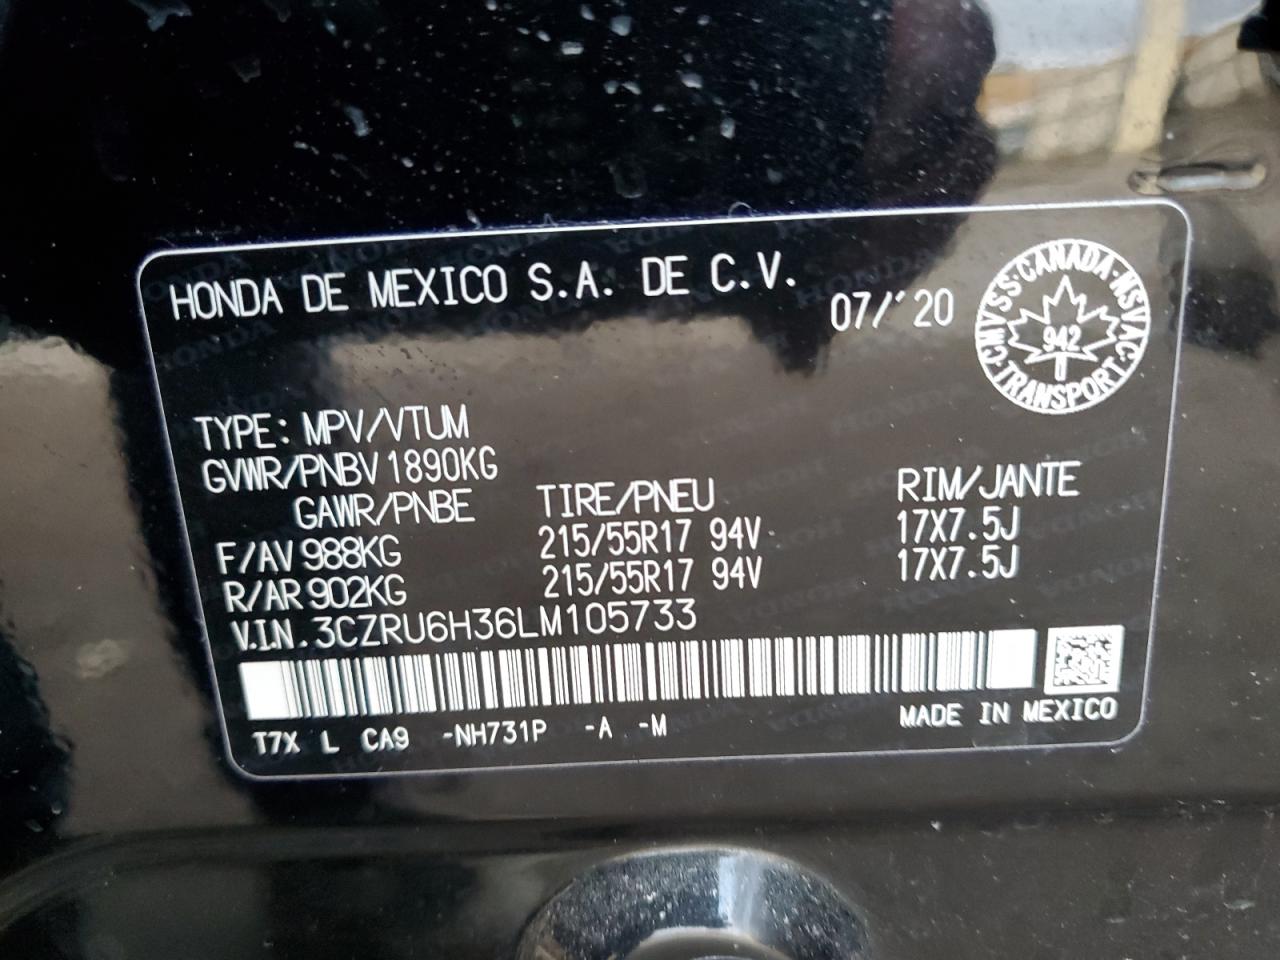 HONDA DE MEXICO S.A. DE C.V.
07/'20
CMVSS·CANADA·NSVAC·TRANSPORT·
942
TYPE: MPV/VTUM
GVWR/PNBV 1890KG
GAWR/PNBE TIRE/PNEU RIM/JANTE
F/AV 988KG 215/55R17 94V 17X7.5J
R/AR 902KG 215/55R17 94V 17X7.5J
V.I.N. 3CZRU6H36LM105733
T7X L CA9 -NH731P -A -M
MADE IN MEXICO